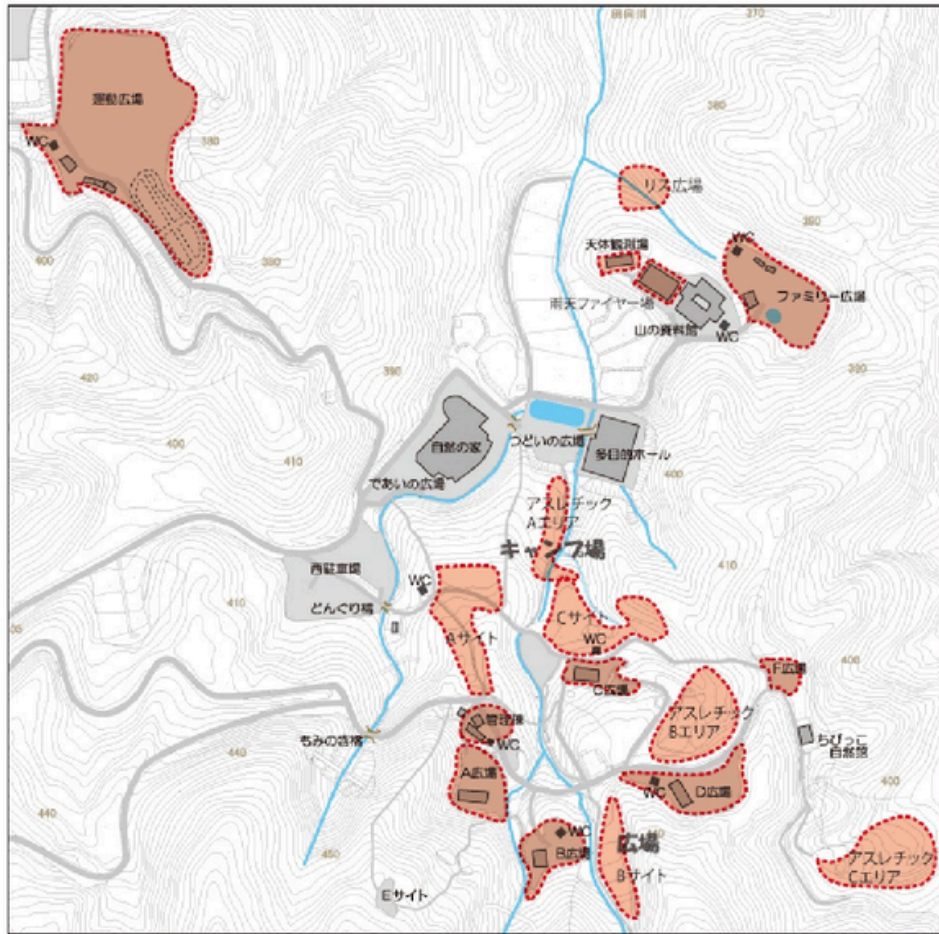 370
運動広場
380
WC
380
リス広場
天体観測場
WC
390
400
380
雨天ファイヤー場
ファミリー広場
山の資料館
WC
390
390
420
自然の家
つどいの広場
多目的ホール
400
410
400
であいの広場
アスレチック
Aエリア
キャンプ場
西駐車場
410
WC
410
どんぐり橋
Cサイト
Aサイト
WC
F広場
400
C広場
アスレチック
Bエリア
管理棟
もみの吉橋
WC
ちびっこ
自然館
440
A広場
WC
D広場
400
440
WC
広場
B広場
450
Bサイト
アスレチック
Cエリア
Eサイト